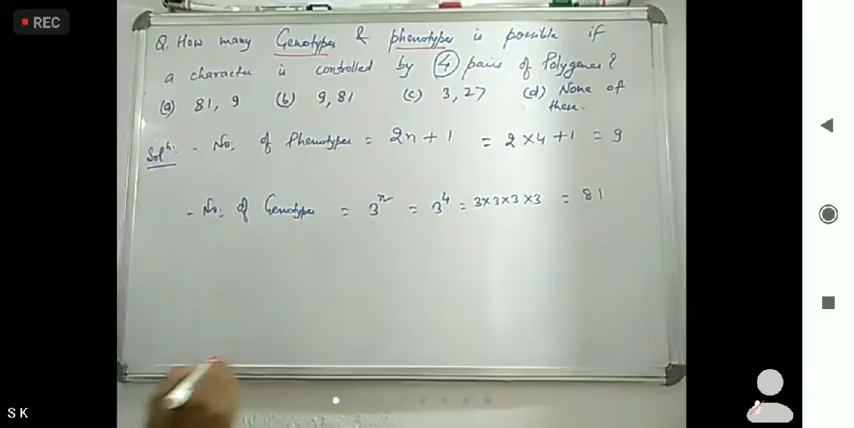 REC
Q. How many Genotypes & phenotypes is possible if
a character is controlled by 4 pairs of Polygenes?
(a) 81, 9 (b) 9, 81 (c) 3, 27 (d) None of
these.
Solⁿ: - No: of Phenotypes = 2n + 1 = 2 × 4 + 1 = 9
- No: of Genotypes = 3ⁿ = 3⁴ = 3×3×3×3 = 81
S K